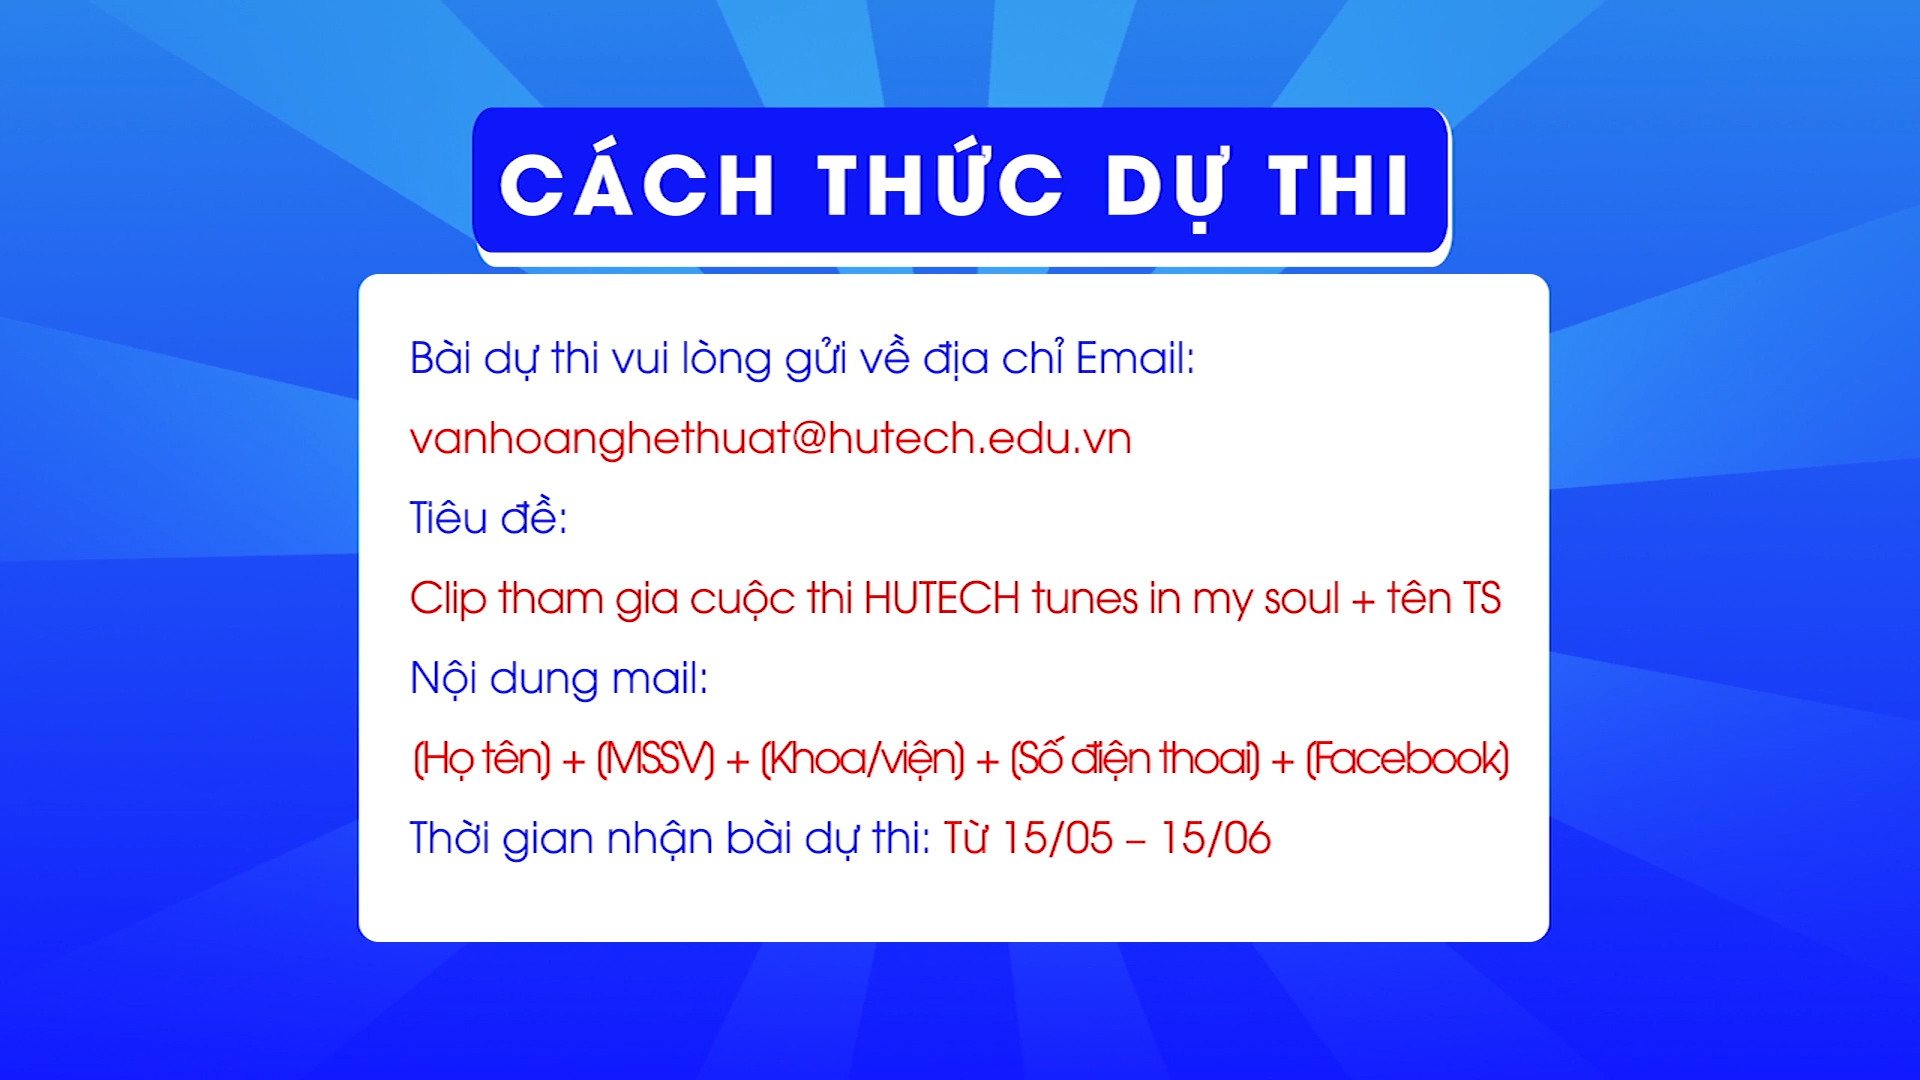 CÁCH THỨC DỰ THI
Bài dự thi vui lòng gửi về địa chỉ Email:
vanhoanghethuat@hutech.edu.vn
Tiêu đề:
Clip tham gia cuộc thi HUTECH tunes in my soul + tên TS
Nội dung mail:
(Họ tên) + (MSSV) + (Khoa/viện) + (Số điện thoai) + (Facebook)
Thời gian nhận bài dự thi: Từ 15/05 – 15/06